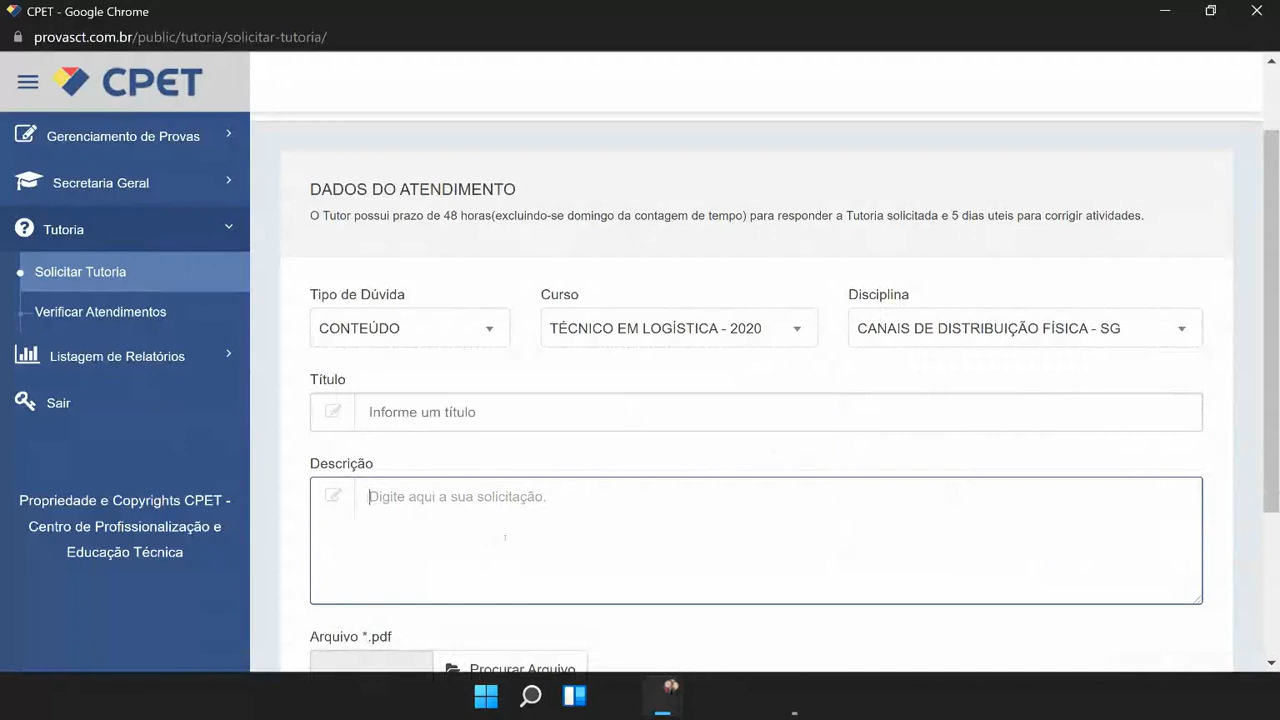 CPET - Google Chrome
provasct.com.br/public/tutoria/solicitar-tutoria/
CPET
Gerenciamento de Provas
Secretaria Geral
Tutoria
Solicitar Tutoria
Verificar Atendimentos
Listagem de Relatórios
Sair
Propriedade e Copyrights CPET -
Centro de Profissionalização e
Educação Técnica
DADOS DO ATENDIMENTO
O Tutor possui prazo de 48 horas(excluindo-se domingo da contagem de tempo) para responder a Tutoria solicitada e 5 dias uteis para corrigir atividades.
Tipo de Dúvida
Curso
Disciplina
CONTEÚDO
TÉCNICO EM LOGÍSTICA - 2020
CANAIS DE DISTRIBUIÇÃO FÍSICA - SG
Título
Informe um título
Descrição
Digite aqui a sua solicitação.
Arquivo *.pdf
Procurar Arquivo